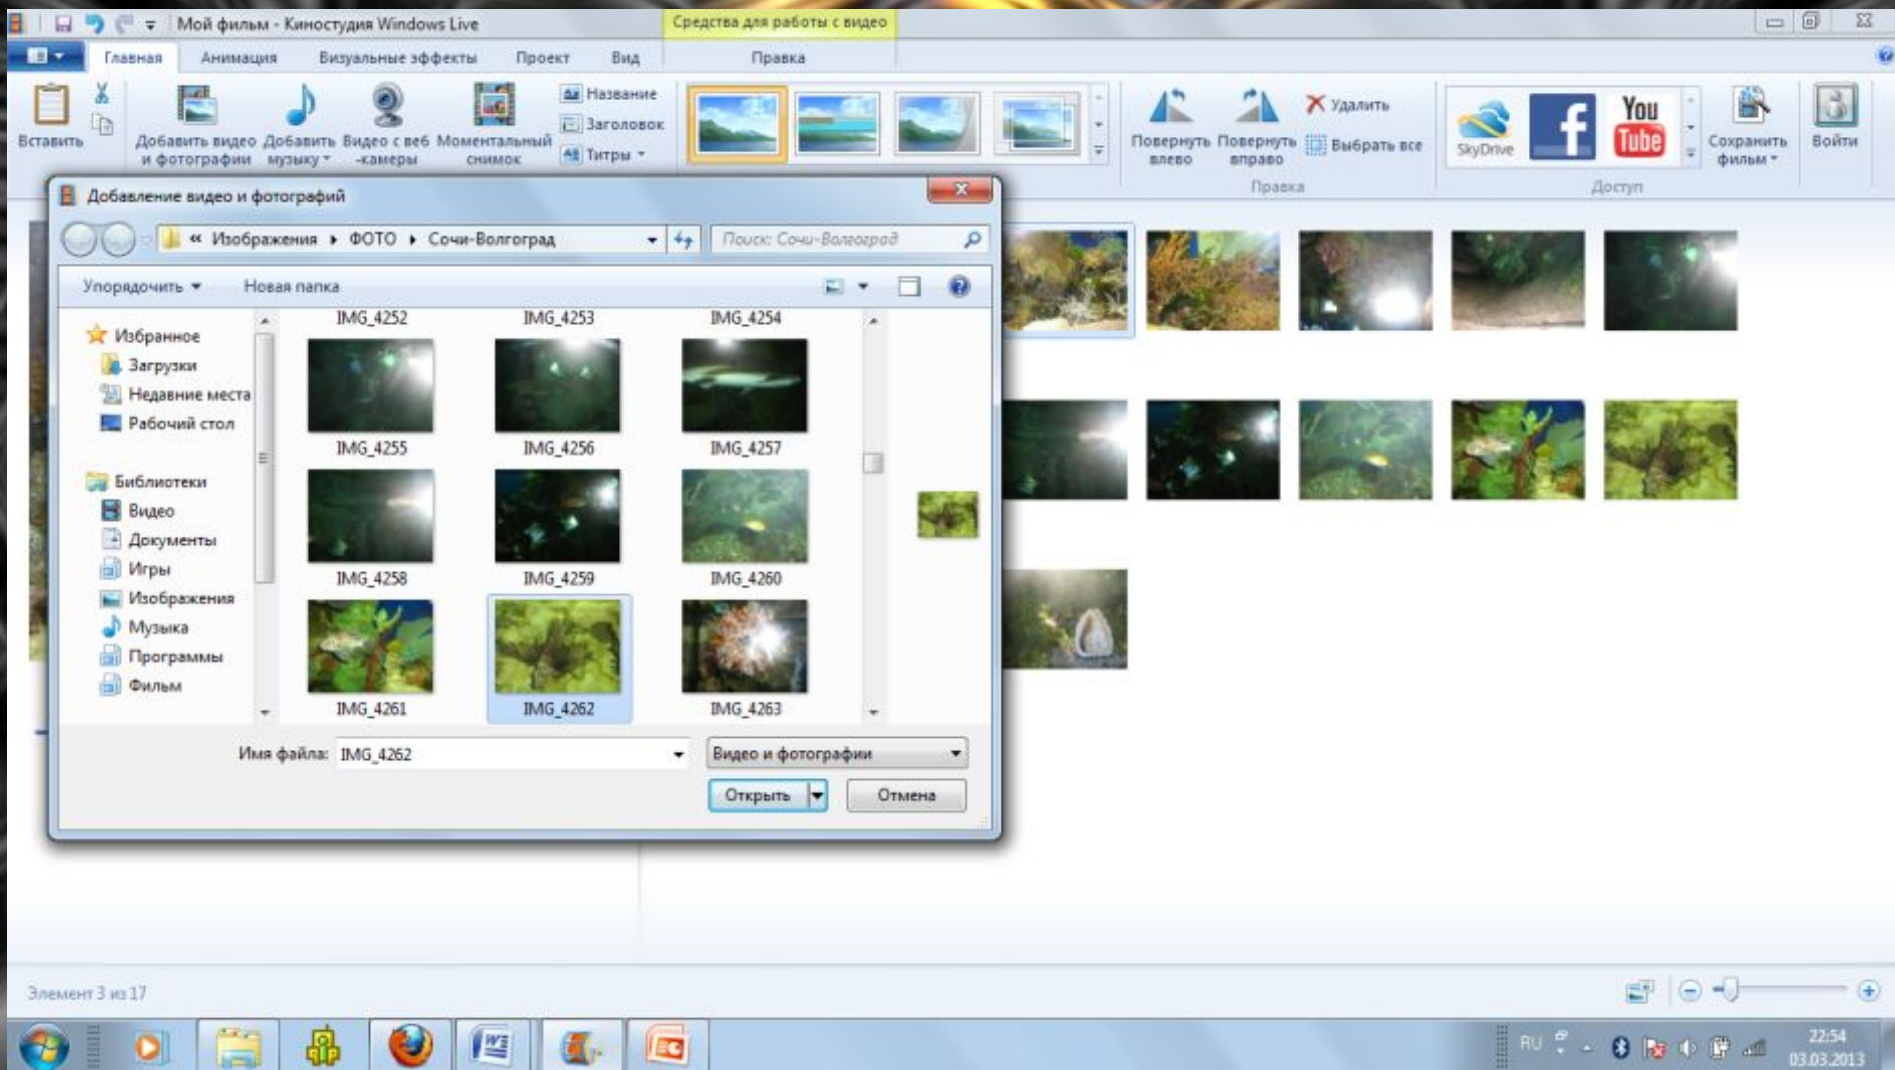 Мой фильм - Киностудия Windows Live
Средства для работы с видео
Главная
Анимация
Визуальные эффекты
Проект
Вид
Правка
Вставить
Добавить видео
и фотографии
Добавить
музыку
Видео с веб
-камеры
Моментальный
снимок
Название
Заголовок
Титры
Повернуть
влево
Повернуть
вправо
Удалить
Выбрать все
Правка
SkyDrive
f
You
Tube
Доступ
Сохранить
фильм
Войти
Добавление видео и фотографий
« Изображения
ФОТО
Сочи-Волгоград
Поиск: Сочи-Волгоград
Упорядочить
Новая папка
Избранное
Загрузки
Недавние места
Рабочий стол
Библиотеки
Видео
Документы
Игры
Изображения
Музыка
Программы
Фильм
IMG_4252
IMG_4253
IMG_4254
IMG_4255
IMG_4256
IMG_4257
IMG_4258
IMG_4259
IMG_4260
IMG_4261
IMG_4262
IMG_4263
Имя файла: IMG_4262
Видео и фотографии
Открыть
Отмена
Элемент 3 из 17
RU
22:54
03.03.2013